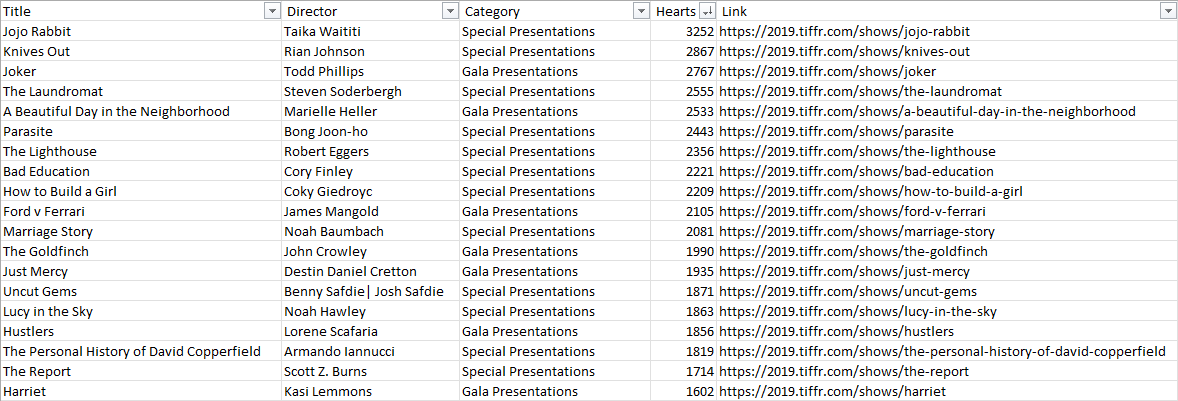 Title Director Category Hearts Link
Jojo Rabbit Taika Waititi Special Presentations 3252 https://2019.tiffr.com/shows/jojo-rabbit
Knives Out Rian Johnson Special Presentations 2867 https://2019.tiffr.com/shows/knives-out
Joker Todd Phillips Gala Presentations 2767 https://2019.tiffr.com/shows/joker
The Laundromat Steven Soderbergh Special Presentations 2555 https://2019.tiffr.com/shows/the-laundromat
A Beautiful Day in the Neighborhood Marielle Heller Gala Presentations 2533 https://2019.tiffr.com/shows/a-beautiful-day-in-the-neighborhood
Parasite Bong Joon-ho Special Presentations 2443 https://2019.tiffr.com/shows/parasite
The Lighthouse Robert Eggers Special Presentations 2356 https://2019.tiffr.com/shows/the-lighthouse
Bad Education Cory Finley Special Presentations 2221 https://2019.tiffr.com/shows/bad-education
How to Build a Girl Coky Giedroyc Special Presentations 2209 https://2019.tiffr.com/shows/how-to-build-a-girl
Ford v Ferrari James Mangold Gala Presentations 2105 https://2019.tiffr.com/shows/ford-v-ferrari
Marriage Story Noah Baumbach Special Presentations 2081 https://2019.tiffr.com/shows/marriage-story
The Goldfinch John Crowley Gala Presentations 1990 https://2019.tiffr.com/shows/the-goldfinch
Just Mercy Destin Daniel Cretton Gala Presentations 1935 https://2019.tiffr.com/shows/just-mercy
Uncut Gems Benny Safdie| Josh Safdie Special Presentations 1871 https://2019.tiffr.com/shows/uncut-gems
Lucy in the Sky Noah Hawley Special Presentations 1863 https://2019.tiffr.com/shows/lucy-in-the-sky
Hustlers Lorene Scafaria Gala Presentations 1856 https://2019.tiffr.com/shows/hustlers
The Personal History of David Copperfield Armando Iannucci Special Presentations 1819 https://2019.tiffr.com/shows/the-personal-history-of-david-copperfield
The Report Scott Z. Burns Special Presentations 1714 https://2019.tiffr.com/shows/the-report
Harriet Kasi Lemmons Gala Presentations 1602 https://2019.tiffr.com/shows/harriet